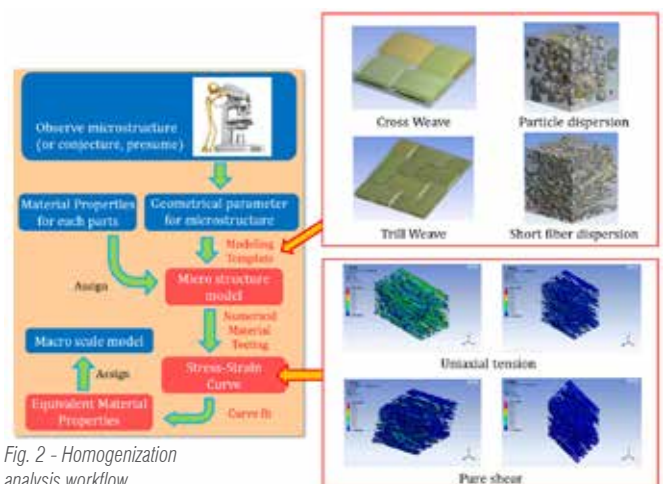 Observe microstructure
(or conjecture, presume)
Material Properties
for each parts
Geometrical parameter
for microstructure
Modeling
Template
Assign
Micro structure
model
Numerical
Material
Testing
Macro scale model
Assign
Stress-Strain
Curve
Equivalent Material
Properties
Curve fit
Cross Weave
Particle dispersion
Trill Weave
Short fiber dispersion
Uniaxial tension
Pure shear
Fig. 2 - Homogenization
analysis workflow